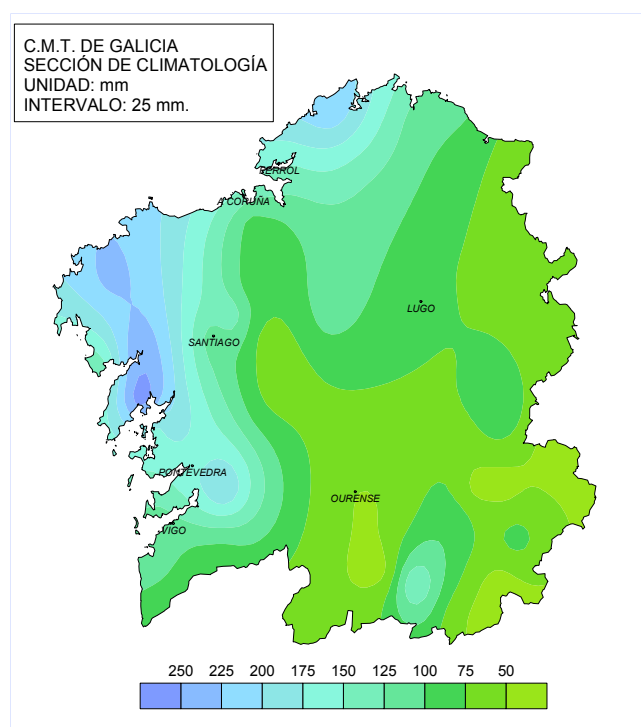 C.M.T. DE GALICIA
SECCIÓN DE CLIMATOLOGÍA
UNIDAD: mm
INTERVALO: 25 mm.
FERROL
A CORUÑA
LUGO
SANTIAGO
PONTEVEDRA
OURENSE
VIGO
250 225 200 175 150 125 100 75 50